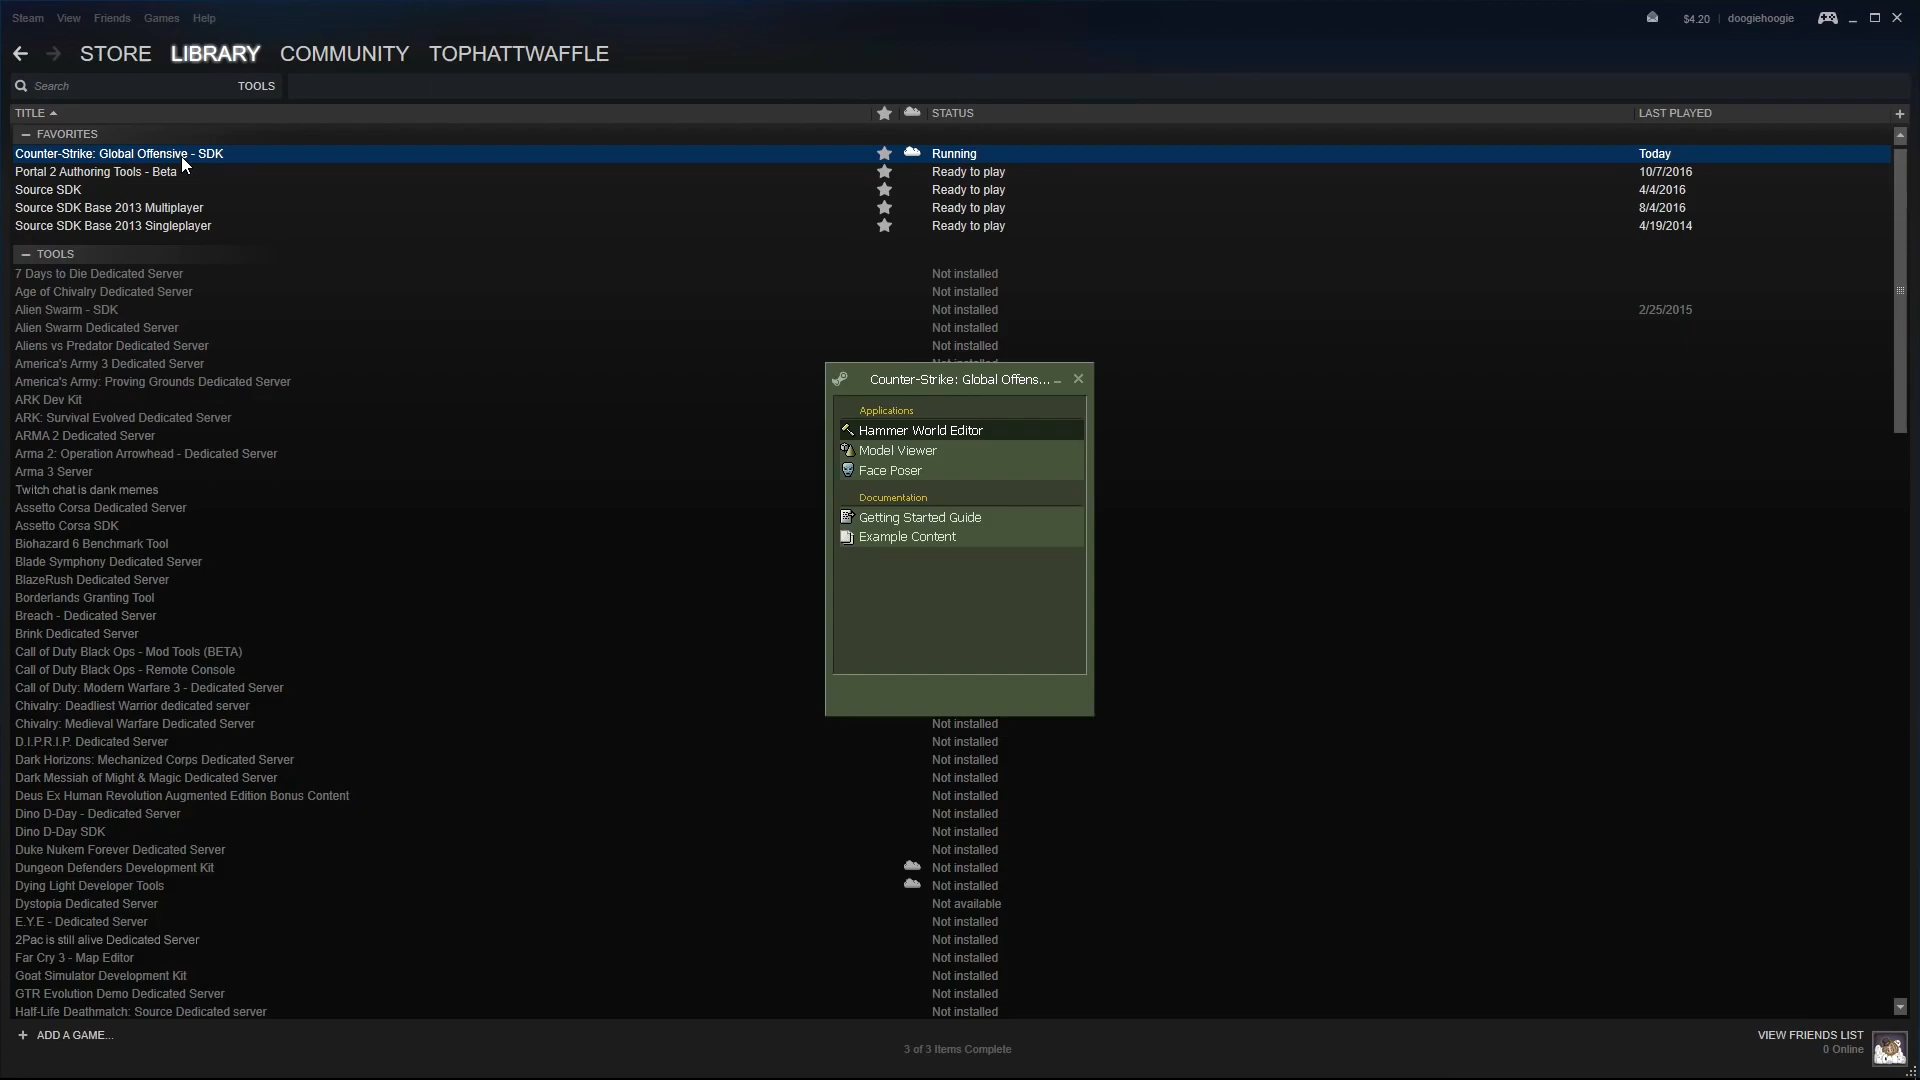 Steam View Friends Games Help $4.20 | doogiehoogie
STORE LIBRARY COMMUNITY TOPHATTWAFFLE
Search TOOLS
TITLE STATUS LAST PLAYED +
— FAVORITES
Counter-Strike: Global Offensive - SDK Running Today
Portal 2 Authoring Tools - Beta Ready to play 10/7/2016
Source SDK Ready to play 4/4/2016
Source SDK Base 2013 Multiplayer Ready to play 8/4/2016
Source SDK Base 2013 Singleplayer Ready to play 4/19/2014
— TOOLS
7 Days to Die Dedicated Server Not installed
Age of Chivalry Dedicated Server Not installed
Alien Swarm - SDK Not installed 2/25/2015
Alien Swarm Dedicated Server Not installed
Aliens vs Predator Dedicated Server Not installed
America's Army 3 Dedicated Server
America's Army: Proving Grounds Dedicated Server
ARK Dev Kit
ARK: Survival Evolved Dedicated Server
ARMA 2 Dedicated Server
Arma 2: Operation Arrowhead - Dedicated Server
Arma 3 Server
Twitch chat is dank memes
Assetto Corsa Dedicated Server
Assetto Corsa SDK
Biohazard 6 Benchmark Tool
Blade Symphony Dedicated Server
BlazeRush Dedicated Server
Borderlands Granting Tool
Breach - Dedicated Server
Brink Dedicated Server
Call of Duty Black Ops - Mod Tools (BETA)
Call of Duty Black Ops - Remote Console
Call of Duty: Modern Warfare 3 - Dedicated Server
Chivalry: Deadliest Warrior dedicated server
Chivalry: Medieval Warfare Dedicated Server Not installed
D.I.P.R.I.P. Dedicated Server Not installed
Dark Horizons: Mechanized Corps Dedicated Server Not installed
Dark Messiah of Might & Magic Dedicated Server Not installed
Deus Ex Human Revolution Augmented Edition Bonus Content Not installed
Dino D-Day - Dedicated Server Not installed
Dino D-Day SDK Not installed
Duke Nukem Forever Dedicated Server Not installed
Dungeon Defenders Development Kit Not installed
Dying Light Developer Tools Not installed
Dystopia Dedicated Server Not available
E.Y.E - Dedicated Server Not installed
2Pac is still alive Dedicated Server Not installed
Far Cry 3 - Map Editor Not installed
Goat Simulator Development Kit Not installed
GTR Evolution Demo Dedicated Server Not installed
Half-Life Deathmatch: Source Dedicated server Not installed
Counter-Strike: Global Offens...
Applications
Hammer World Editor
Model Viewer
Face Poser
Documentation
Getting Started Guide
Example Content
+ ADD A GAME...
3 of 3 Items Complete
VIEW FRIENDS LIST
0 Online